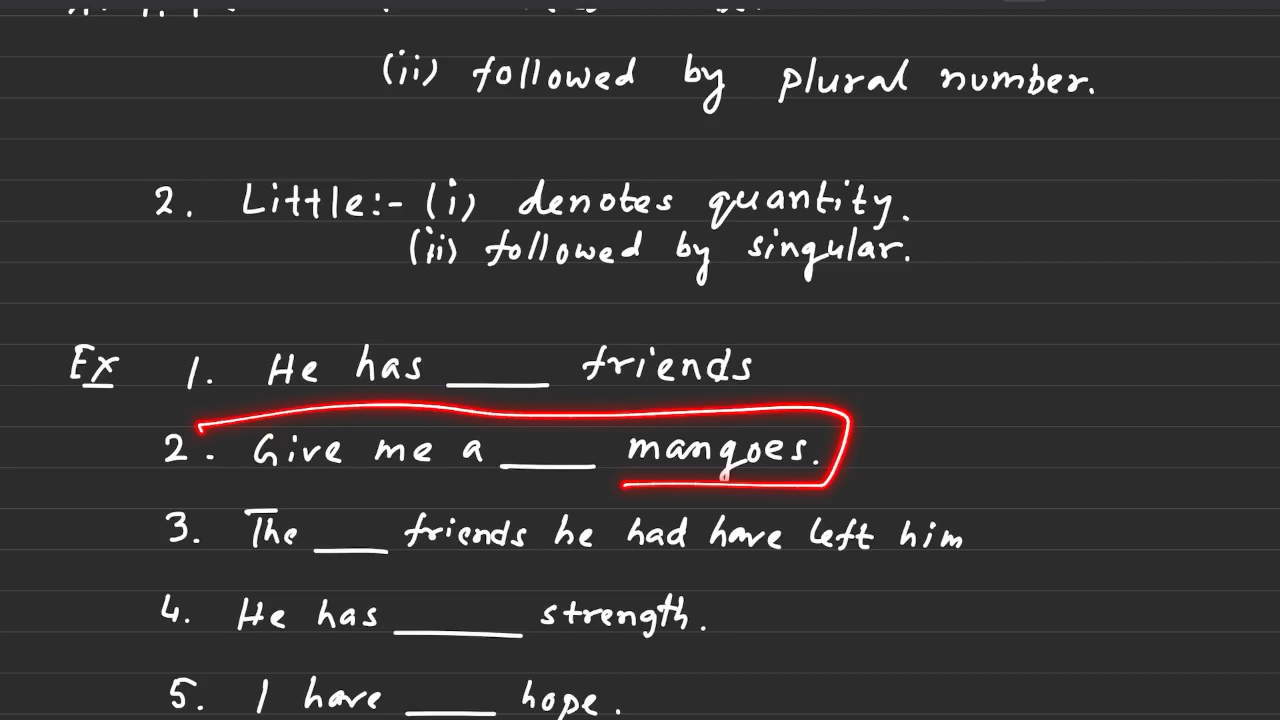 (ii) followed by plural number.
2. Little:- (i) denotes quantity.
(ii) followed by singular.
Ex 1. He has ____ friends
2. Give me a ____ mangoes.
3. The ____ friends he had have left him
4. He has ____ strength.
5. I have ____ hope.